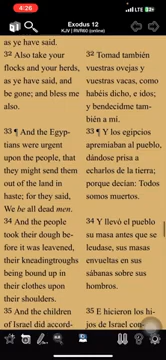 4:26
LTE
Exodus 12
KJV | RVR60 (online)
as ye have said.
32 Also take your
flocks and your herds,
as ye have said, and
be gone; and bless me
also.
33 ¶ And the Egyp-
tians were urgent
upon the people, that
they might send them
out of the land in
haste; for they said,
We be all dead men.
34 And the people
took their dough be-
fore it was leavened,
their kneadingtroughs
being bound up in
their clothes upon
their shoulders.
35 And the children
of Israel did accord-
32 Tomad también
vuestras ovejas y
vuestras vacas, como
habéis dicho, e idos;
y bendecidme tam-
bién a mí.
33 ¶ Y los egipcios
apremiaban al pueblo,
dándose prisa a
echarlos de la tierra;
porque decían: Todos
somos muertos.
34 Y llevó el pueblo
su masa antes que se
leudase, sus masas
envueltas en sus
sábanas sobre sus
hombros.
35 E hicieron los hi-
jos de Israel con-